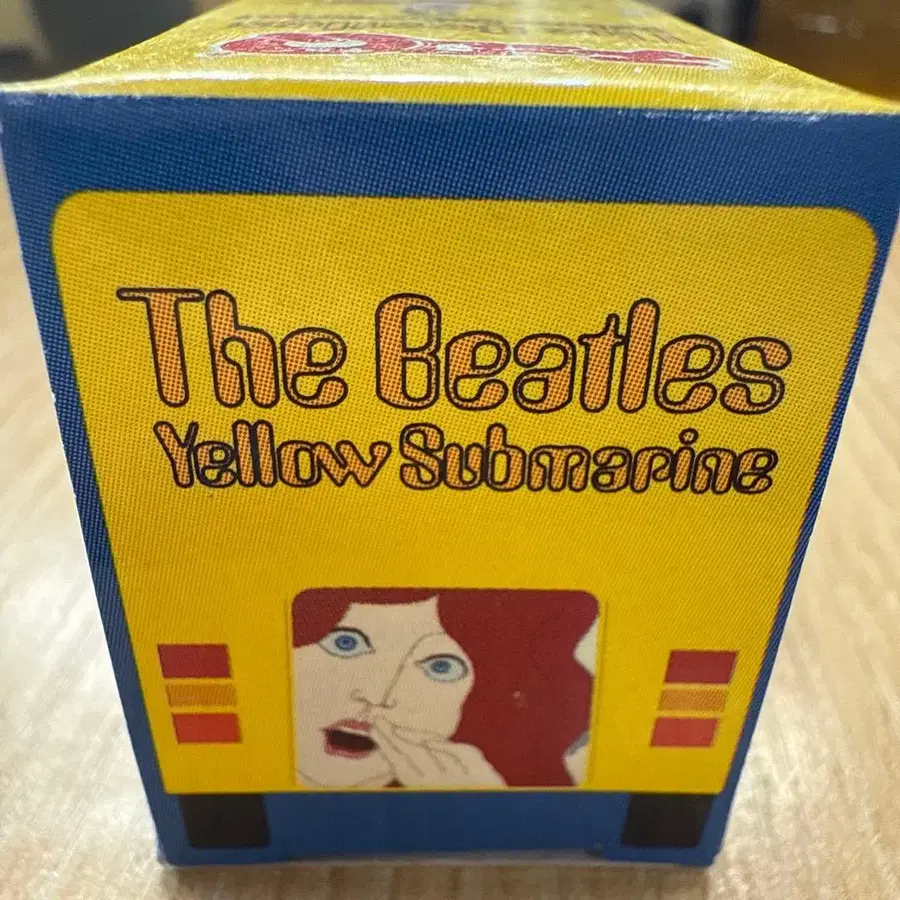 The Beatles
Yellow Submarine